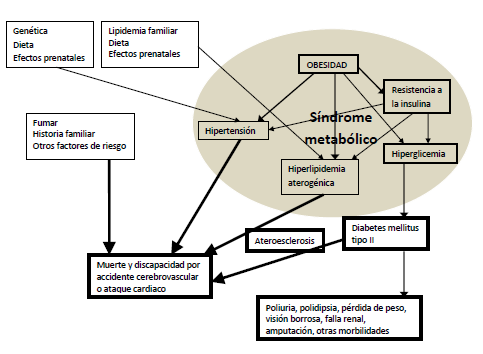 Genética
Dieta
Efectos prenatales
Lipidemia familiar
Dieta
Efectos prenatales
OBESIDAD
Resistencia a
la insulina
Síndrome
metabólico
Fumar
Historia familiar
Otros factores de riesgo
Hipertensión
Hiperglicemia
Hiperlipidemia
aterogénica
Diabetes mellitus
tipo II
Ateroesclerosis
Muerte y discapacidad por
accidente cerebrovascular
o ataque cardiaco
Poliuria, polidipsia, pérdida de peso,
visión borrosa, falla renal,
amputación, otras morbilidades